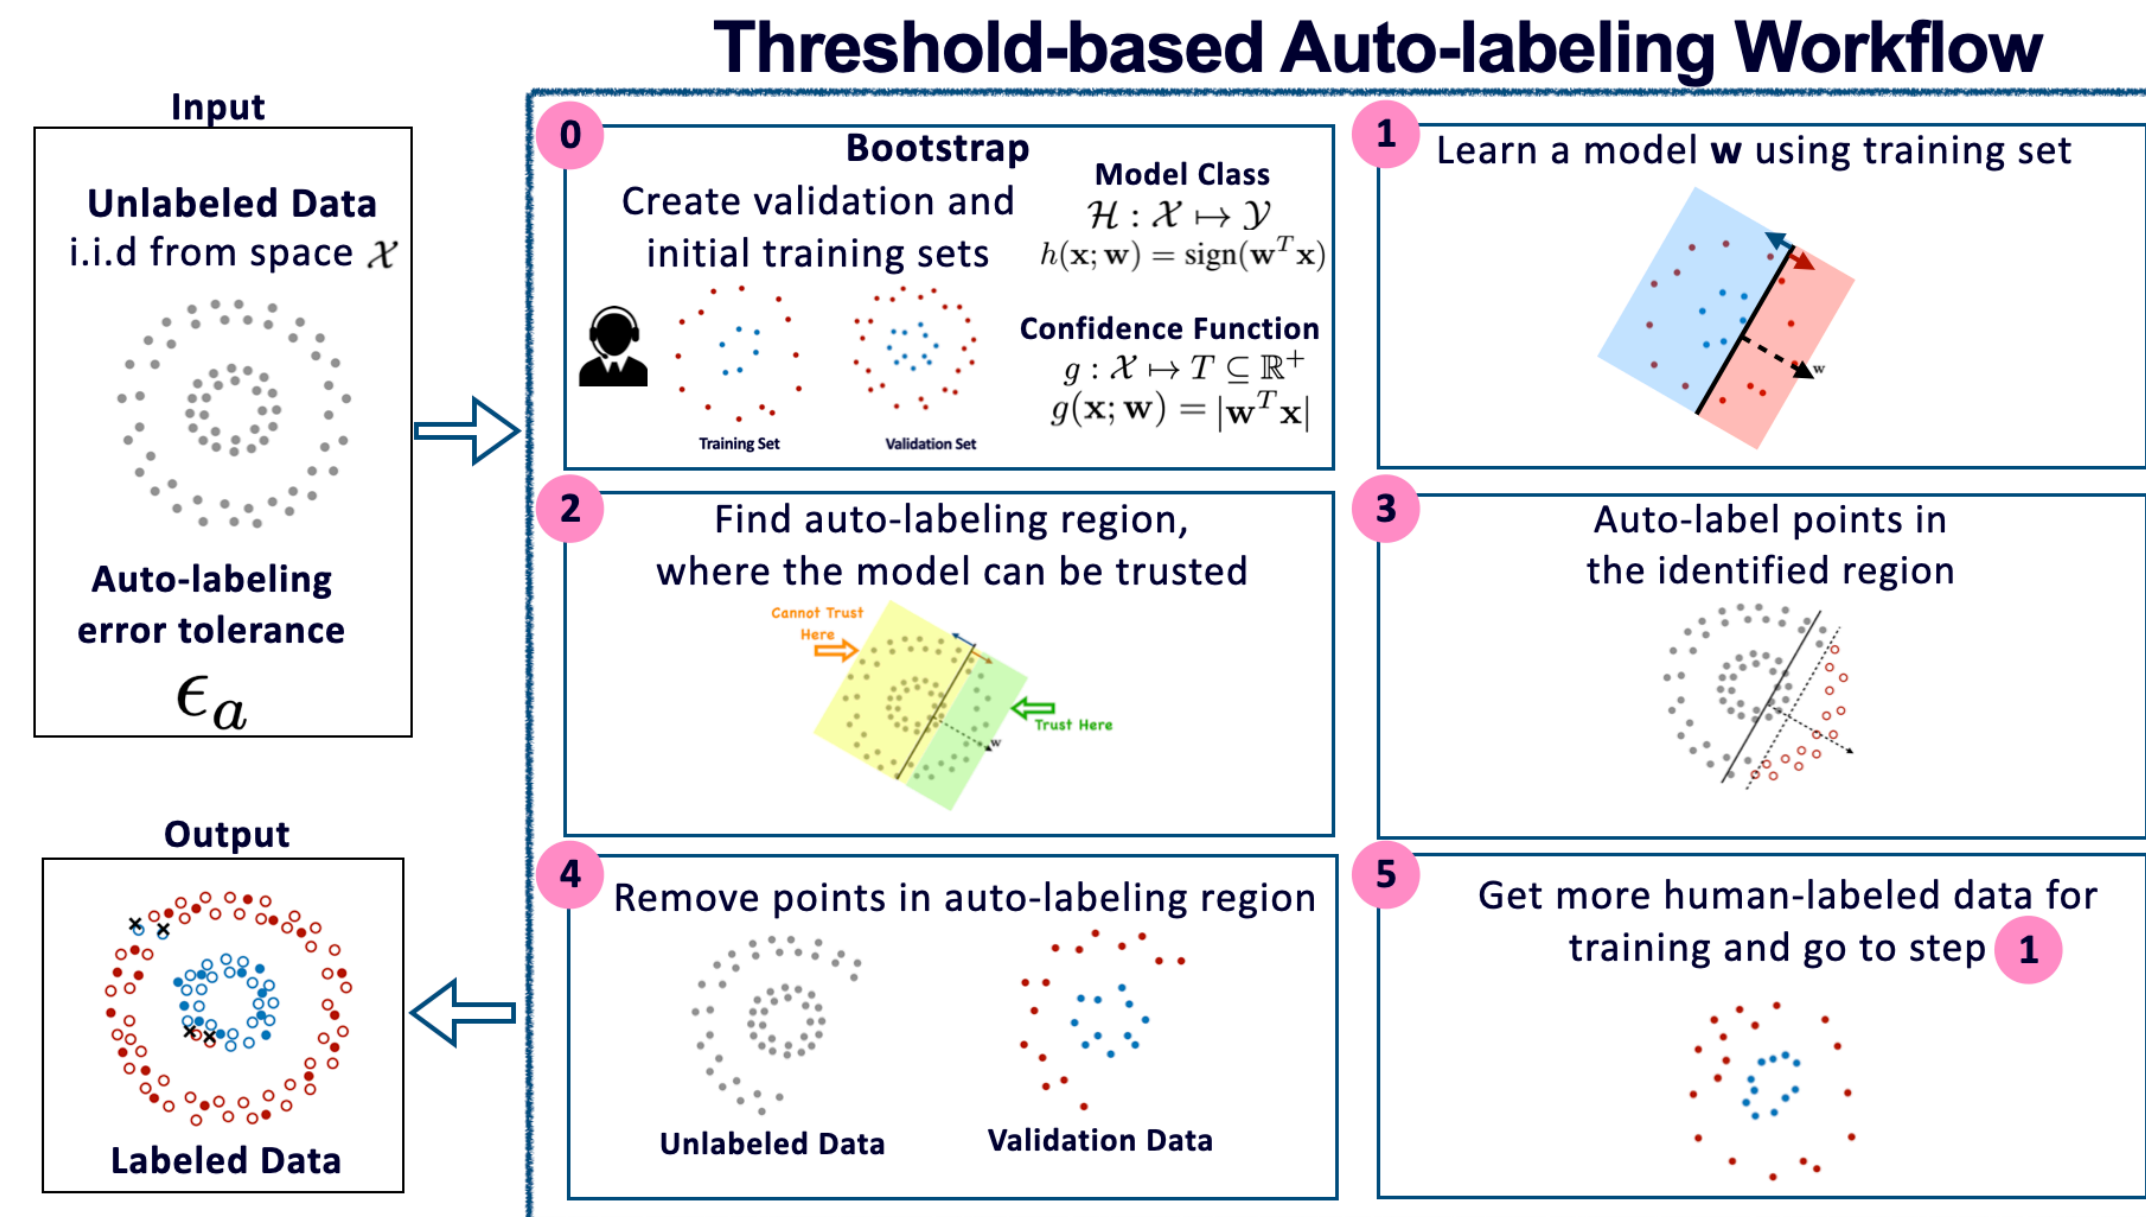 Threshold-based Auto-labeling Workflow
Input
Unlabeled Data
i.i.d from space 𝒳
Auto-labeling
error tolerance
ϵₐ
0
Bootstrap
Create validation and
initial training sets
Training Set
Validation Set
Model Class
ℋ : 𝒳 ↦ 𝒴
h(x; w) = sign(wᵀx)
Confidence Function
g : 𝒳 ↦ T ⊆ ℝ⁺
g(x; w) = |wᵀx|
1
Learn a model w using training set
w
2
Find auto-labeling region,
where the model can be trusted
Cannot Trust
Here
Trust Here
w
3
Auto-label points in
the identified region
4
Remove points in auto-labeling region
Unlabeled Data
Validation Data
5
Get more human-labeled data for
training and go to step 1
Output
Labeled Data